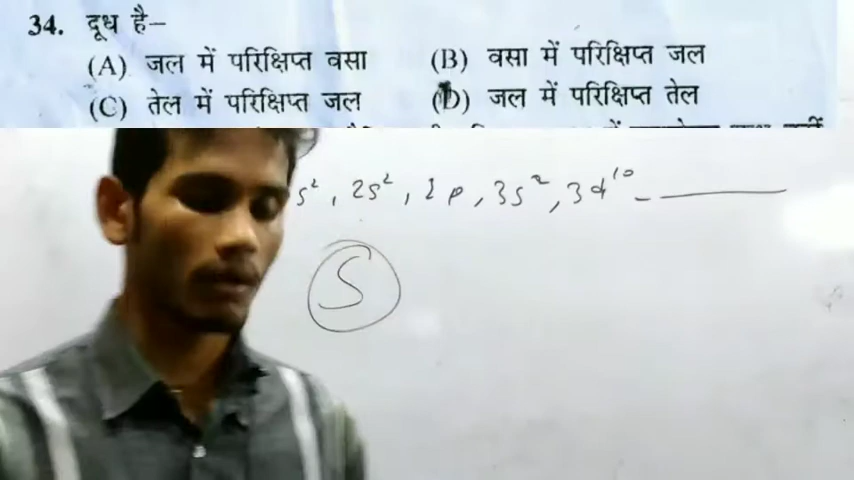 34. दूध है—
(A) जल में परिक्षिप्त वसा (B) वसा में परिक्षिप्त जल
(C) तेल में परिक्षिप्त जल (D) जल में परिक्षिप्त तेल
s², 2s², 2p, 3s², 3d¹⁰
S